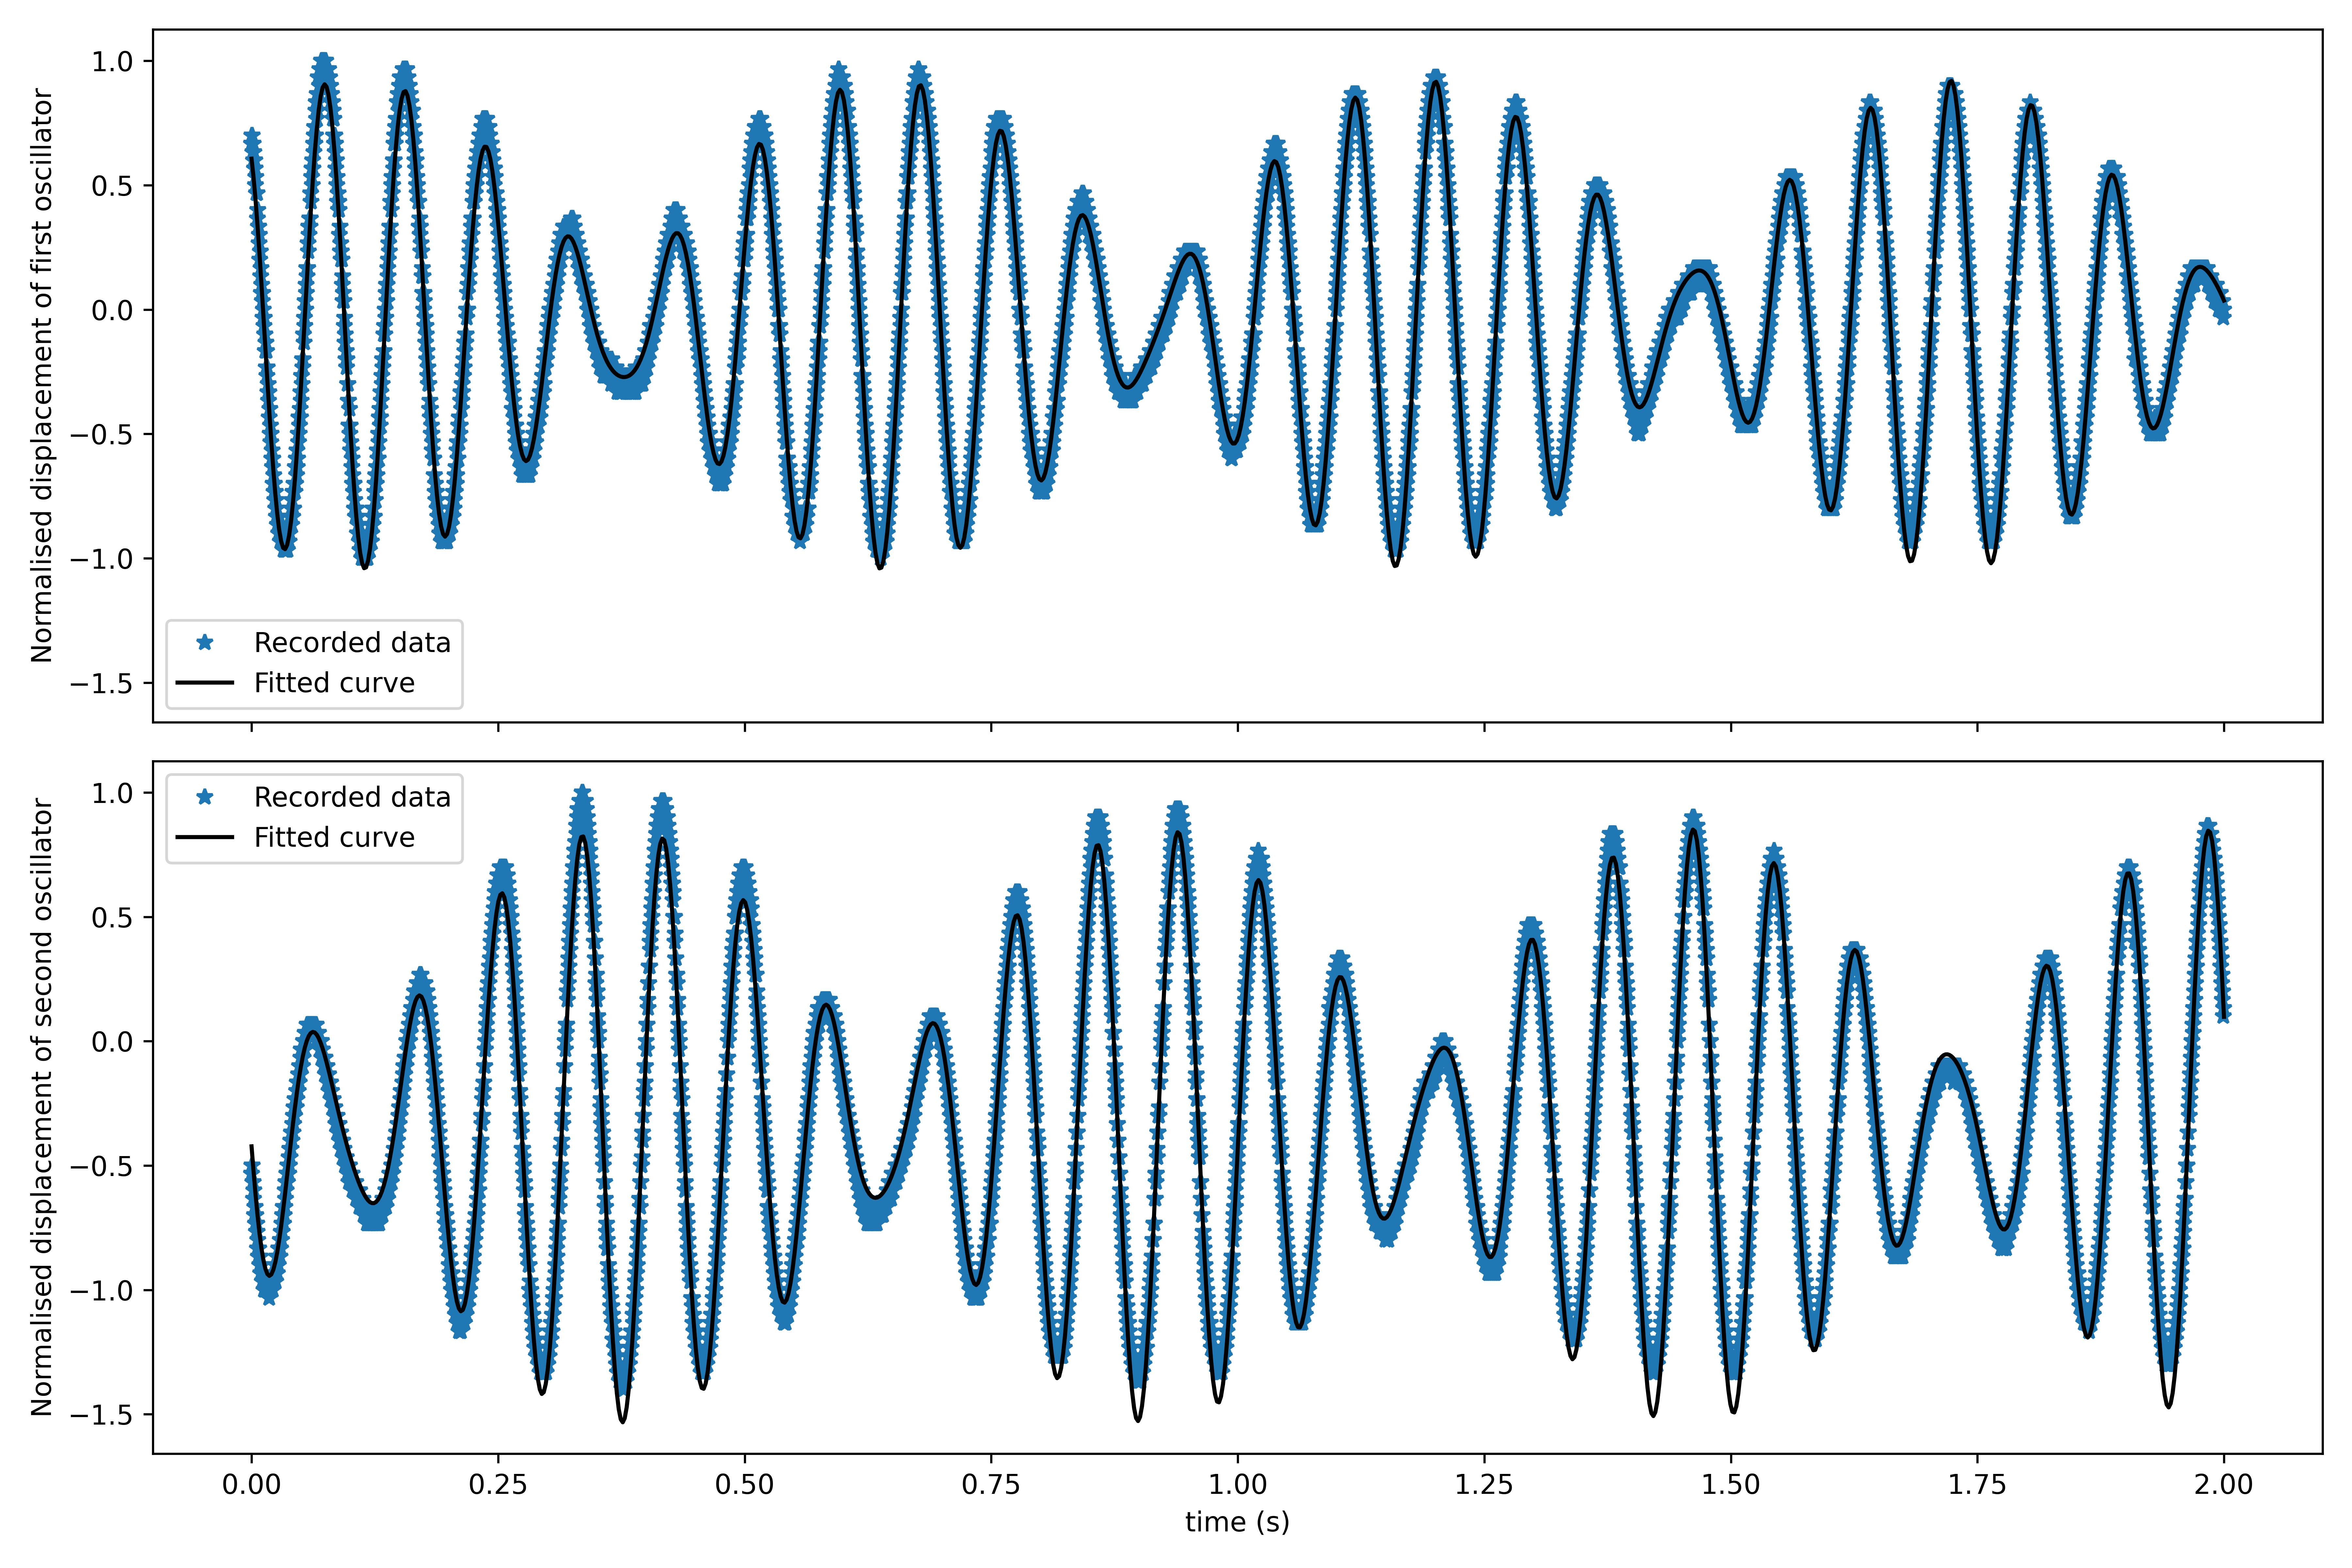 Normalised displacement of first oscillator
1.0
0.5
0.0
−0.5
−1.0
−1.5
Recorded data
Fitted curve
Normalised displacement of second oscillator
1.0
0.5
0.0
−0.5
−1.0
−1.5
Recorded data
Fitted curve
0.00 0.25 0.50 0.75 1.00 1.25 1.50 1.75 2.00
time (s)